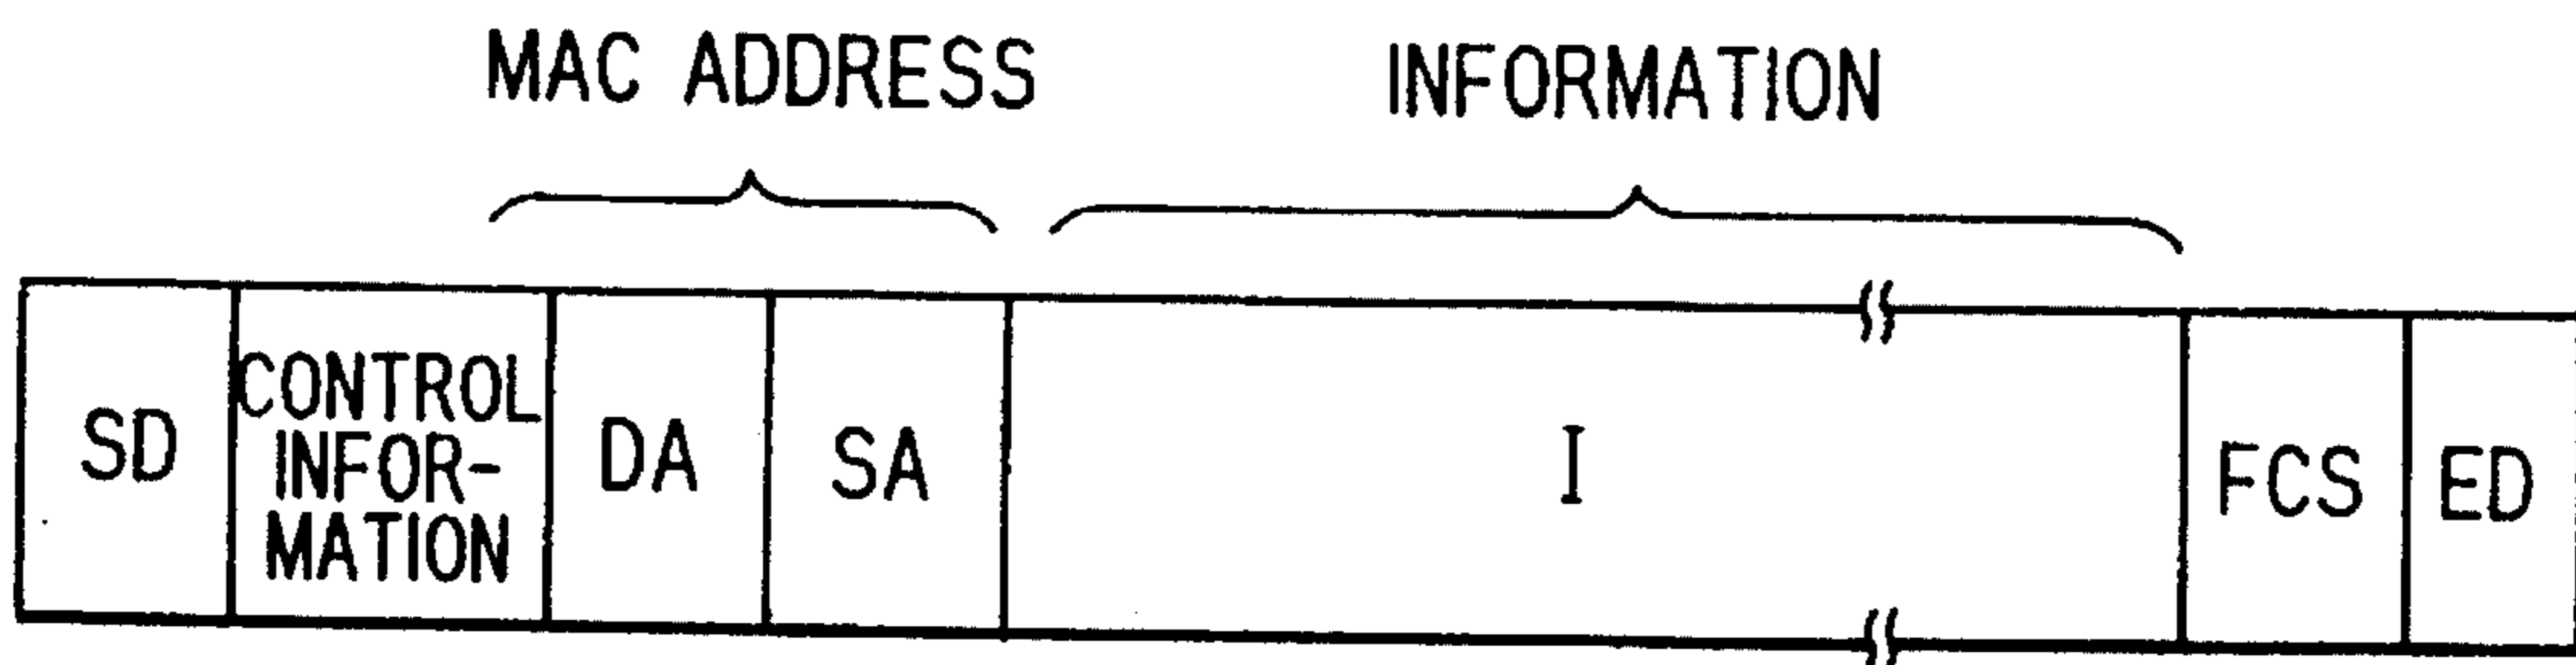 MAC ADDRESS
INFORMATION
SD
CONTROL
INFOR-
MATION
DA
SA
I
FCS
ED